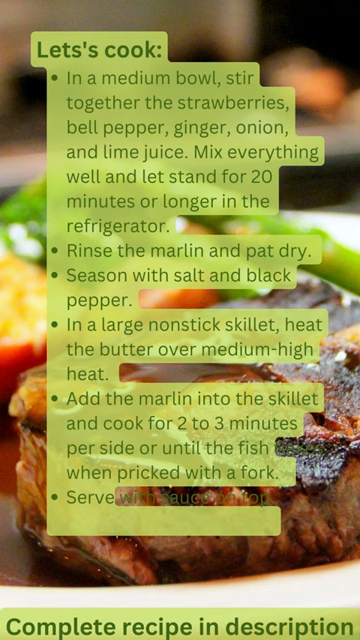 Lets's cook:
• In a medium bowl, stir
together the strawberries,
bell pepper, ginger, onion,
and lime juice. Mix everything
well and let stand for 20
minutes or longer in the
refrigerator.
• Rinse the marlin and pat dry.
• Season with salt and black
pepper.
• In a large nonstick skillet, heat
the butter over medium-high
heat.
• Add the marlin into the skillet
and cook for 2 to 3 minutes
per side or until the fish
when pricked with a fork.
• Serve with sauce on top.
Complete recipe in description